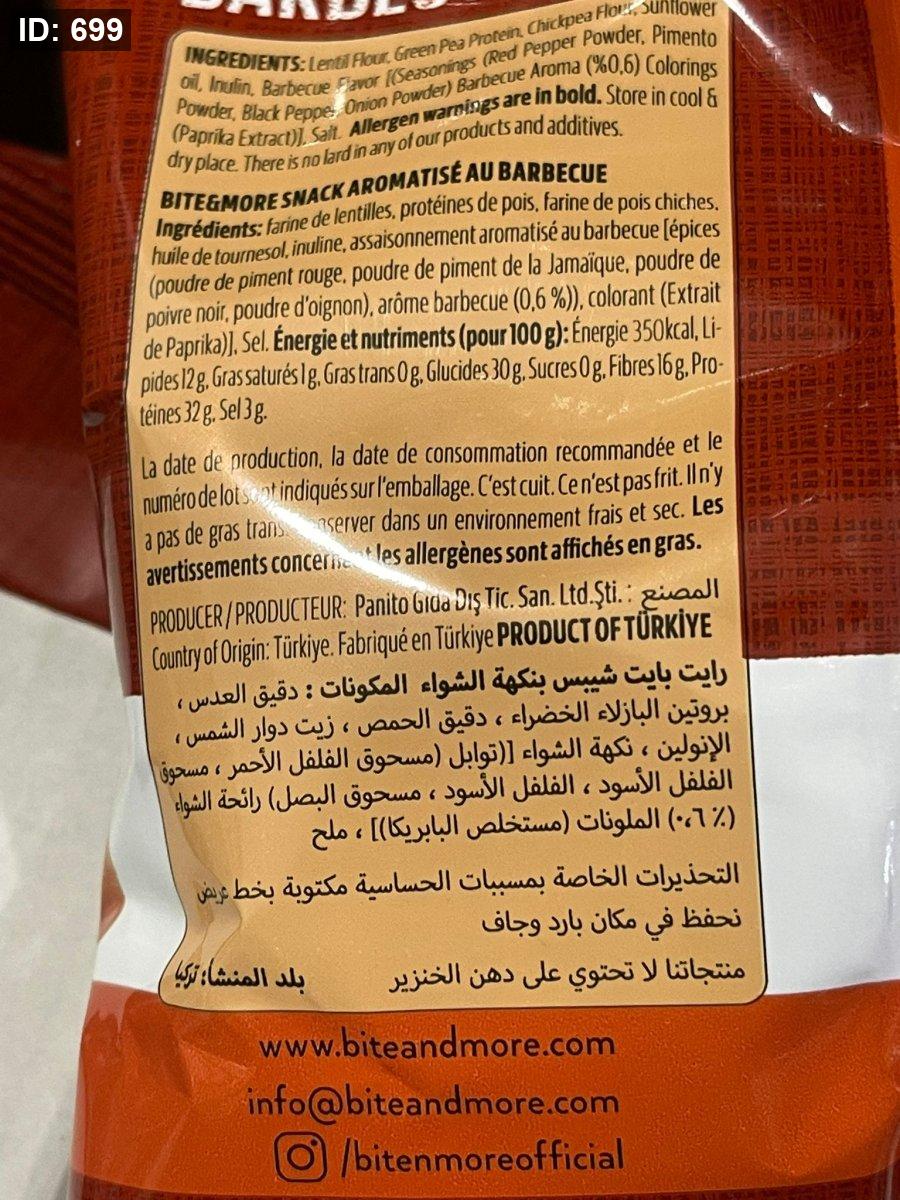 ID: 699
INGREDIENTS: Lentil Flour, Green Pea Protein, Chickpea Flour, Sunflower
oil, Inulin, Barbecue Flavor [(Seasonings (Red Pepper Powder, Pimento
Powder, Black Pepper, Onion Powder) Barbecue Aroma (%0,6) Colorings
(Paprika Extract)], Salt. Allergen warnings are in bold. Store in cool &
dry place. There is no lard in any of our products and additives.
BITE&MORE SNACK AROMATISÉ AU BARBECUE
Ingrédients: farine de lentilles, protéines de pois, farine de pois chiches,
huile de tournesol, inuline, assaisonnement aromatisé au barbecue [épices
(poudre de piment rouge, poudre de piment de la Jamaïque, poudre de
poivre noir, poudre d'oignon), arôme barbecue (0,6 %)), colorant (Extrait
de Paprika)], Sel. Énergie et nutriments (pour 100 g): Énergie 350kcal, Li-
pides 12 g, Gras saturés 1 g, Gras trans 0 g, Glucides 30 g, Sucres 0 g, Fibres 16 g, Pro-
téines 32 g, Sel 3 g.
La date de production, la date de consommation recommandée et le
numéro de lot sont indiqués sur l'emballage. C'est cuit. Ce n'est pas frit. Il n'y
a pas de gras trans. dans un environnement frais et sec. Les
avertissements concernant les allergènes sont affichés en gras.
PRODUCER / PRODUCTEUR: Panito Gıda Dış Tic. San. Ltd.Şti. : المصنع
Country of Origin: Türkiye. Fabriqué en Türkiye PRODUCT OF TÜRKİYE
رايت بايت شيبس بنكهة الشواء المكونات : دقيق العدس ،
بروتين البازلاء الخضراء ، دقيق الحمص ، زيت دوار الشمس ،
الإنولين ، نكهة الشواء [(توابل (مسحوق الفلفل الأحمر ، مسحوق
الفلفل الأسود ، الفلفل الأسود ، مسحوق البصل) رائحة الشواء
(٪ ٠،٦) الملونات (مستخلص البابريكا)] ، ملح
التحذيرات الخاصة بمسببات الحساسية مكتوبة بخط عريض
نحفظ في مكان بارد وجاف
منتجاتنا لا تحتوي على دهن الخنزير بلد المنشأ: تركيا
www.biteandmore.com
info@biteandmore.com
/bitenmoreofficial